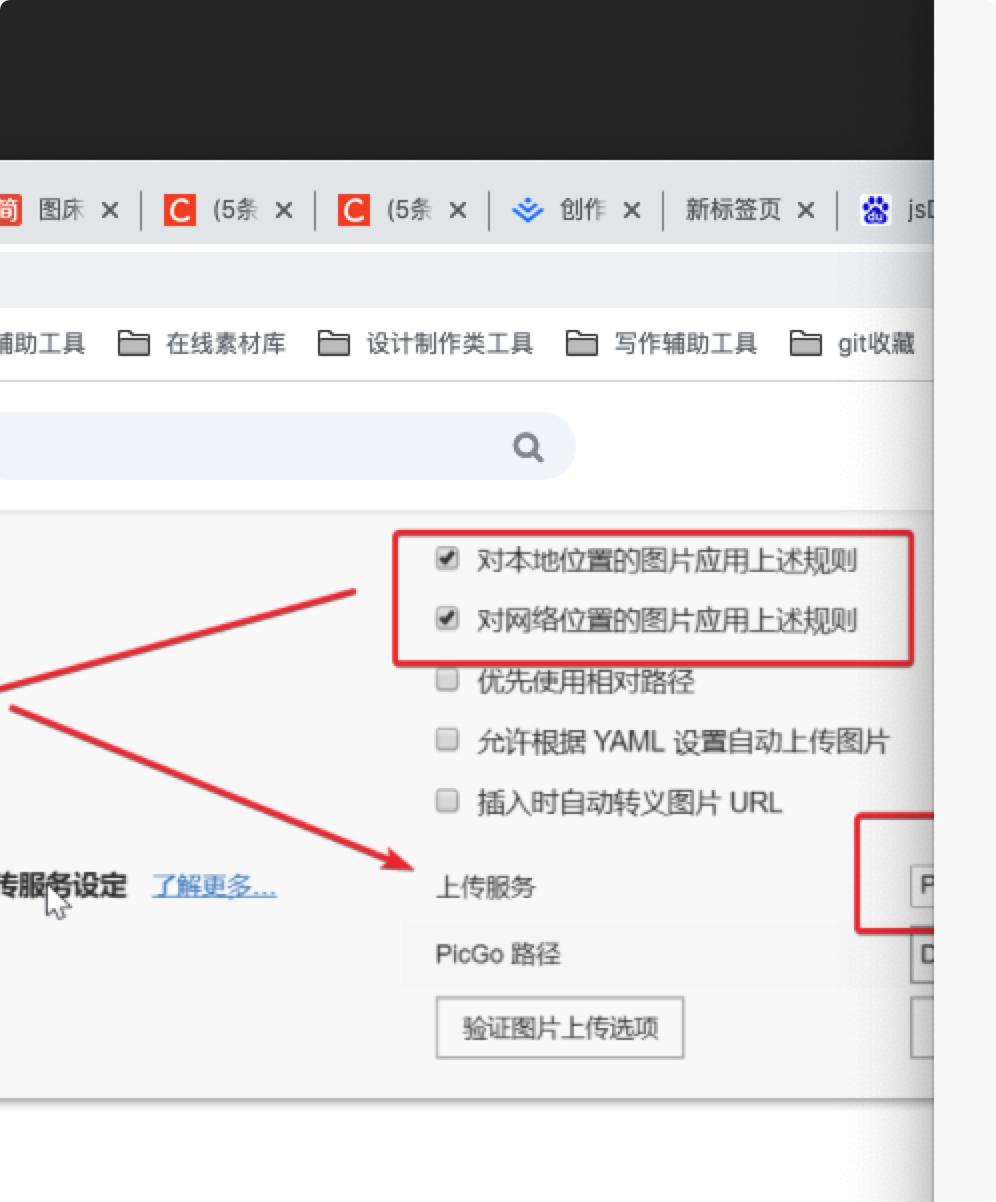 简 图床 (5条 (5条 创作 新标签页 du
辅助工具 在线素材库 设计制作类工具 写作辅助工具 git收藏
对本地位置的图片应用上述规则
对网络位置的图片应用上述规则
优先使用相对路径
允许根据 YAML 设置自动上传图片
插入时自动转义图片 URL
传服务设定 了解更多... 上传服务 P
PicGo 路径 D
验证图片上传选项